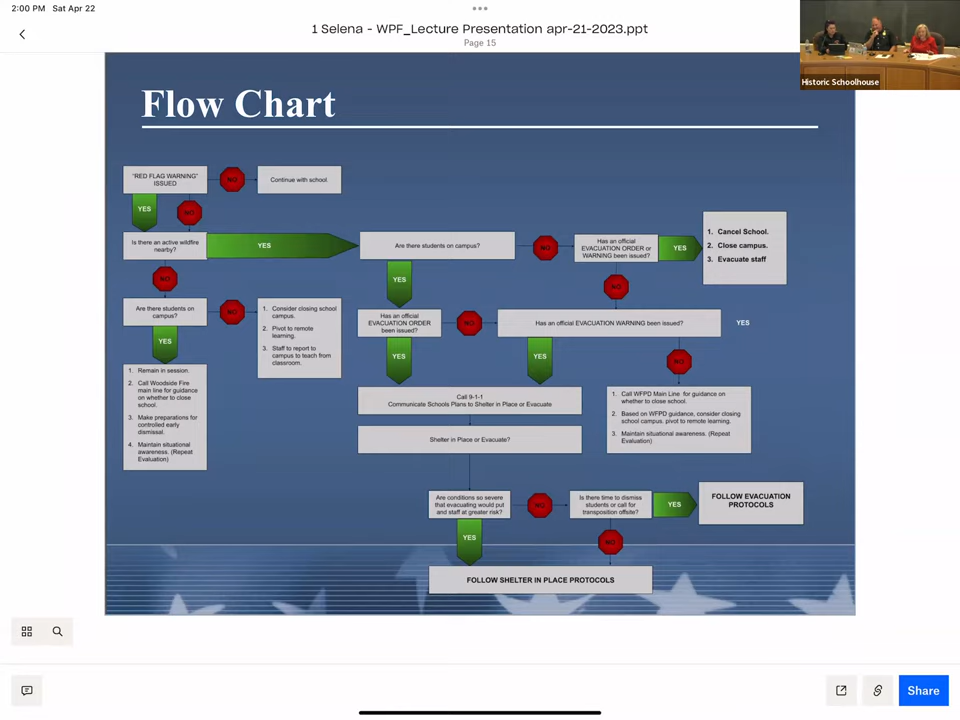 2:00 PM Sat Apr 22
1 Selena - WPF_Lecture Presentation apr-21-2023.ppt
Page 15
Historic Schoolhouse
Flow Chart
"RED FLAG WARNING"
ISSUED
NO
Continue with school.
YES
NO
Is there an active wildfire
nearby?
YES
Are there students on campus?
NO
Has an official
EVACUATION ORDER or
WARNING been issued?
YES
1. Cancel School.
2. Close campus.
3. Evacuate staff
NO
YES
NO
Are there students on
campus?
NO
1. Consider closing school
campus.
2. Pivot to remote
learning.
3. Staff to report to
campus to teach from
classroom.
Has an official
EVACUATION ORDER
been issued?
NO
Has an official EVACUATION WARNING been issued?
YES
YES
YES
YES
NO
1. Remain in session.
2. Call Woodside Fire
main line for guidance
on whether to close
school.
3. Make preparations for
controlled early
dismissal.
4. Maintain situational
awareness. (Repeat
Evaluation)
Call 9-1-1
Communicate Schools Plans to Shelter in Place or Evacuate
1. Call WFPD Main Line for guidance on
whether to close school.
2. Based on WFPD guidance, consider closing
school campus. pivot to remote learning.
3. Maintain situational awareness. (Repeat
Evaluation)
Shelter in Place or Evacuate?
Are conditions so severe
that evacuating would put
and staff at greater risk?
NO
Is there time to dismiss
students or call for
transposition offsite?
YES
FOLLOW EVACUATION
PROTOCOLS
YES
NO
FOLLOW SHELTER IN PLACE PROTOCOLS
Share